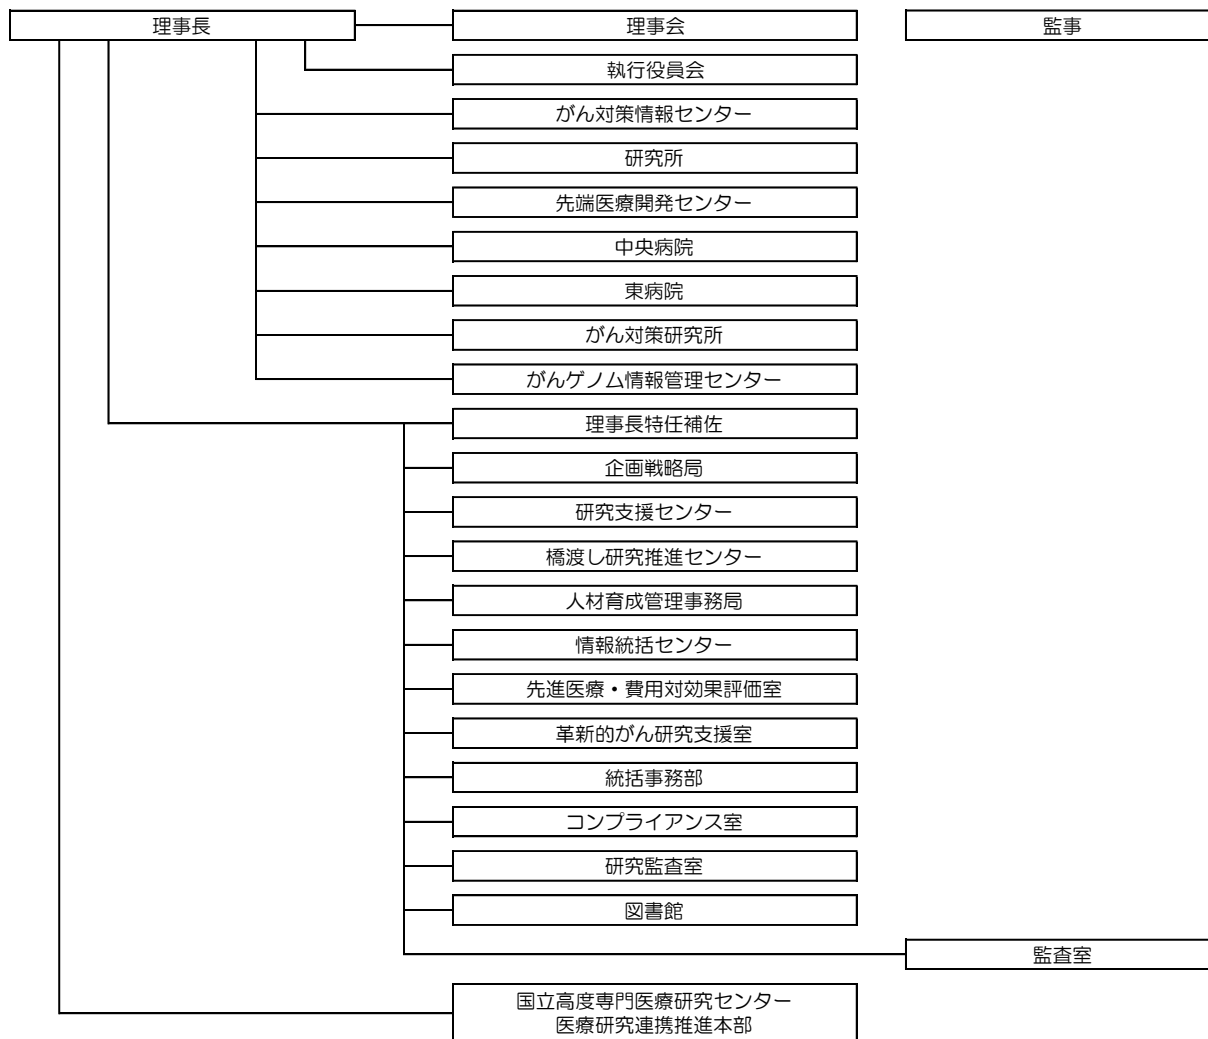 理事長
理事会
監事
執行役員会
がん対策情報センター
研究所
先端医療開発センター
中央病院
東病院
がん対策研究所
がんゲノム情報管理センター
理事長特任補佐
企画戦略局
研究支援センター
橋渡し研究推進センター
人材育成管理事務局
情報統括センター
先進医療・費用対効果評価室
革新的がん研究支援室
統括事務部
コンプライアンス室
研究監査室
図書館
監査室
国立高度専門医療研究センター
医療研究連携推進本部